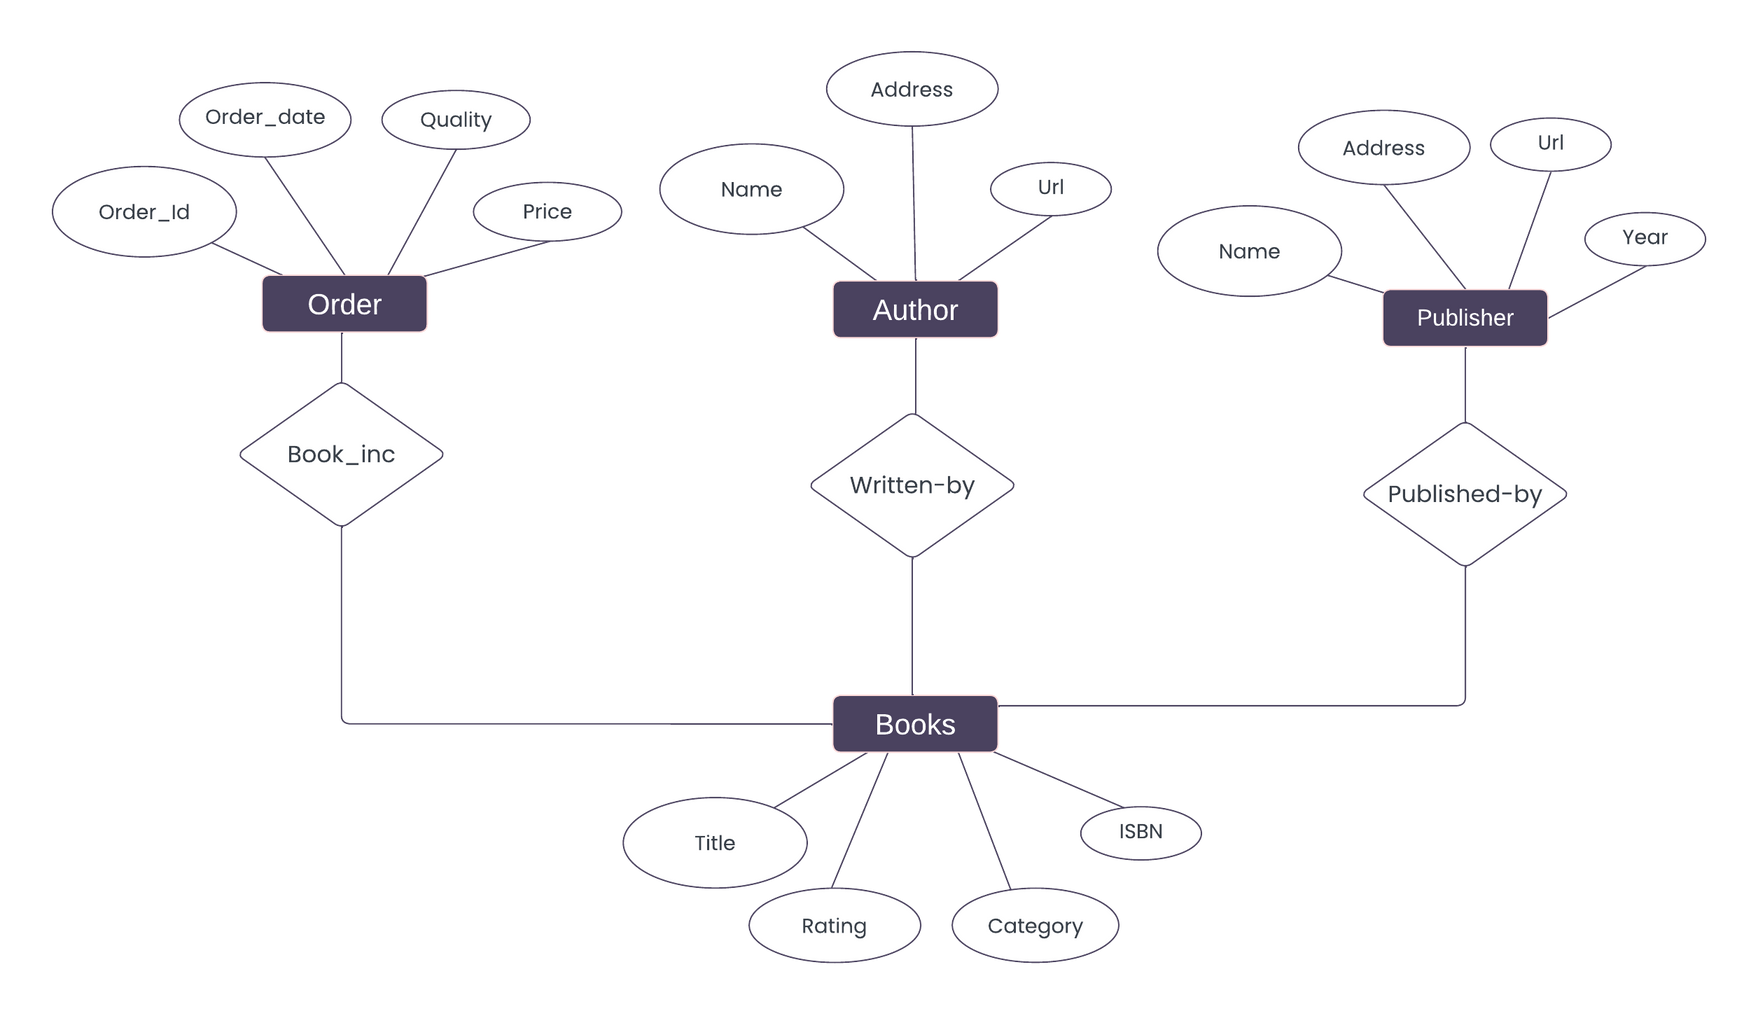 Address
Order_date
Quality
Address
Url
Name
Url
Order_Id
Price
Year
Name
Order
Author
Publisher
Book_inc
Written-by
Published-by
Books
Title
ISBN
Rating
Category